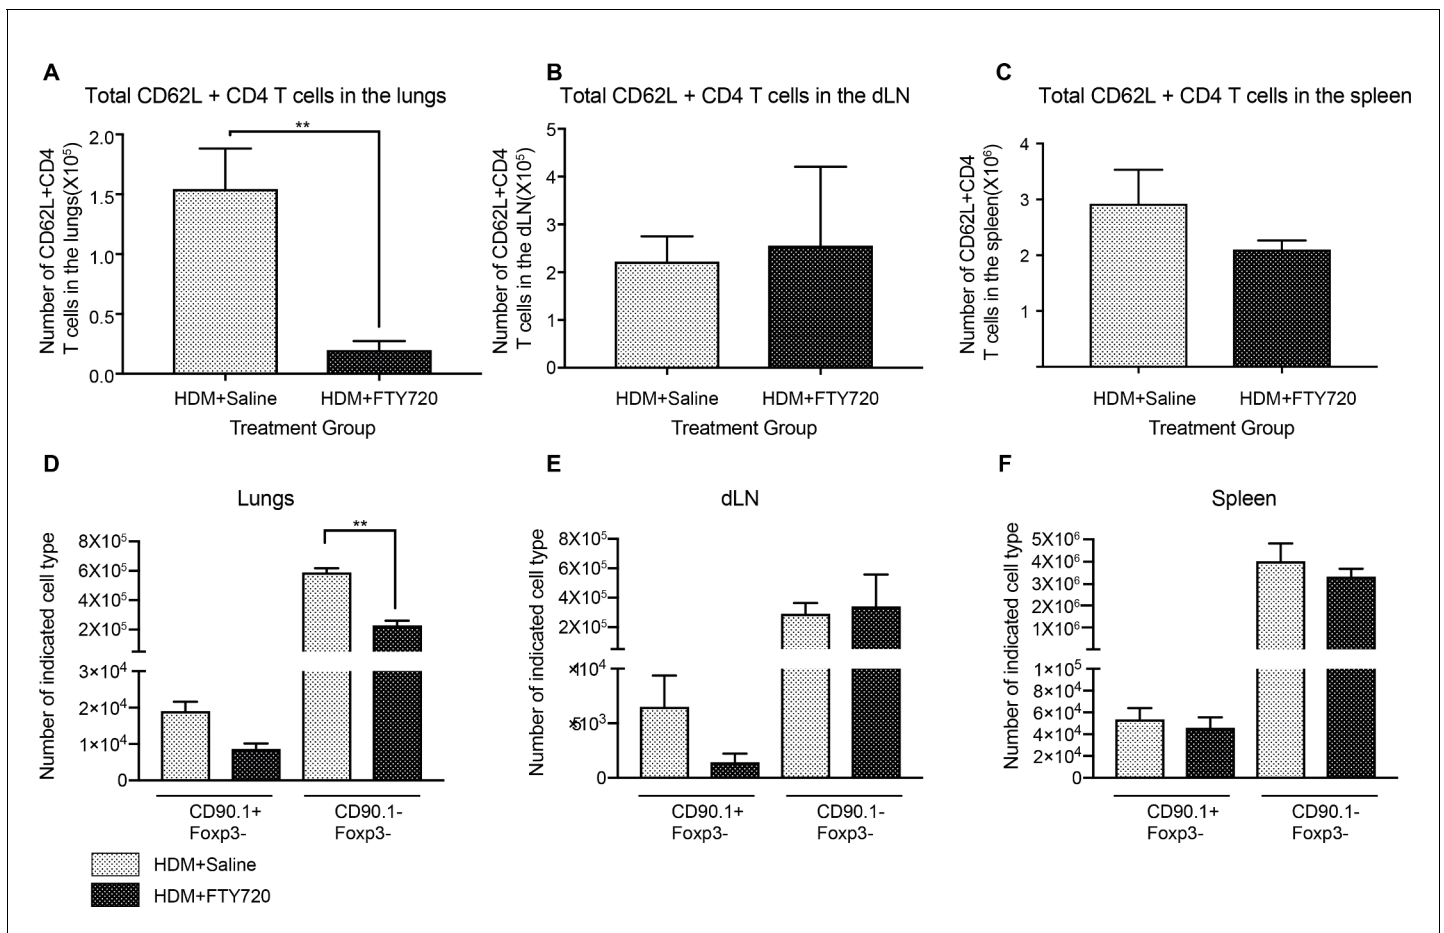 A
Total CD62L + CD4 T cells in the lungs
Number of CD62L+CD4
T cells in the lungs(X10⁵)
2.0
1.5
1.0
0.5
0.0
**
HDM+Saline
HDM+FTY720
Treatment Group
B
Total CD62L + CD4 T cells in the dLN
Number of CD62L+CD4
T cells in the dLN(X10⁵)
5
4
3
2
1
0
HDM+Saline
HDM+FTY720
Treatment Group
C
Total CD62L + CD4 T cells in the spleen
Number of CD62L+CD4
T cells in the spleen(X10⁶)
4
3
2
1
HDM+Saline
HDM+FTY720
Treatment Group
D
Lungs
Number of indicated cell type
8X10⁵
6X10⁵
4X10⁵
2X10⁵
3×10⁴
2×10⁴
1×10⁴
0
**
CD90.1+
Foxp3-
CD90.1-
Foxp3-
HDM+Saline
HDM+FTY720
E
dLN
Number of indicated cell type
8X10⁵
6X10⁵
4X10⁵
2X10⁵
0
CD90.1+
Foxp3-
CD90.1-
Foxp3-
F
Spleen
Number of indicated cell type
5X10⁶
4X10⁶
3X10⁶
2X10⁶
1X10⁶
1×10⁵
8×10⁴
6×10⁴
4×10⁴
2×10⁴
0
CD90.1+
Foxp3-
CD90.1-
Foxp3-